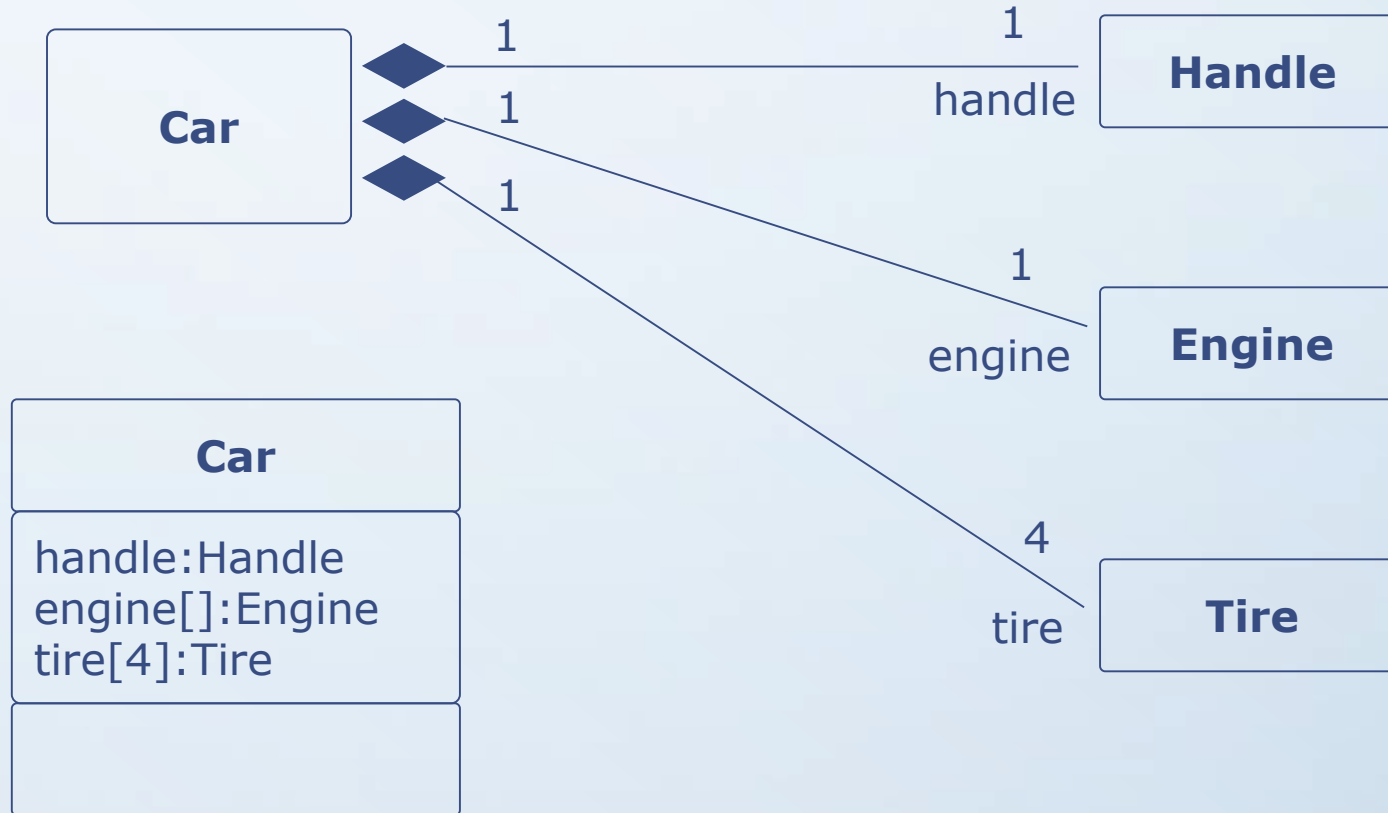 1
1
Car
handle
Handle
1
1
1
engine
Engine
Car
handle:Handle
engine[]:Engine
tire[4]:Tire
4
tire
Tire